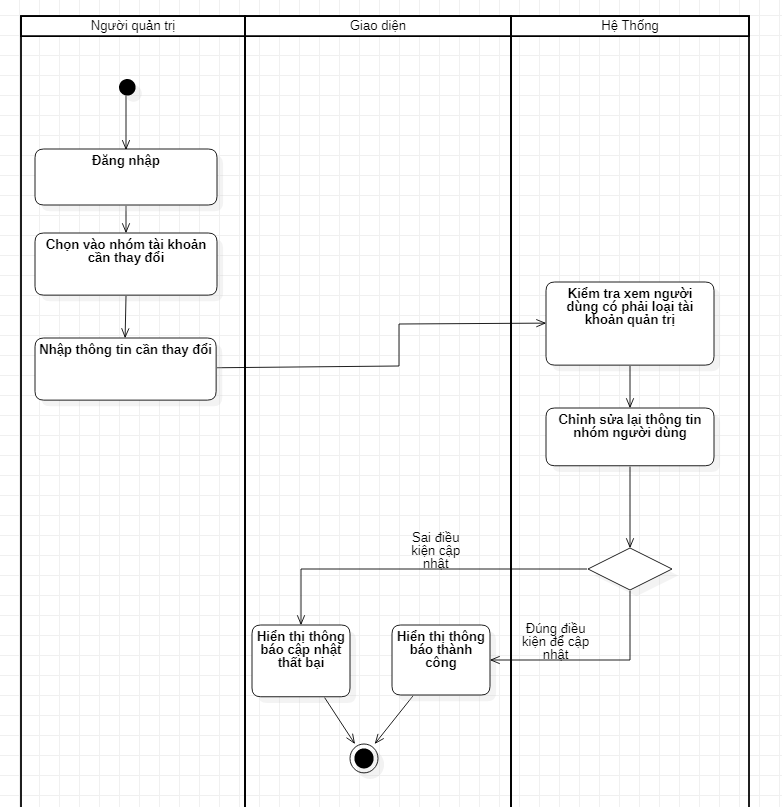 Người quản trị
Giao diện
Hệ Thống
Đăng nhập
Chọn vào nhóm tài khoản
cần thay đổi
Nhập thông tin cần thay đổi
Kiểm tra xem người
dùng có phải loại tài
khoản quản trị
Chỉnh sửa lại thông tin
nhóm người dùng
Sai điều
kiện cập
nhật
Đúng điều
kiện để cập
nhật
Hiển thị thông
báo cập nhật
thất bại
Hiển thị thông
báo thành
công